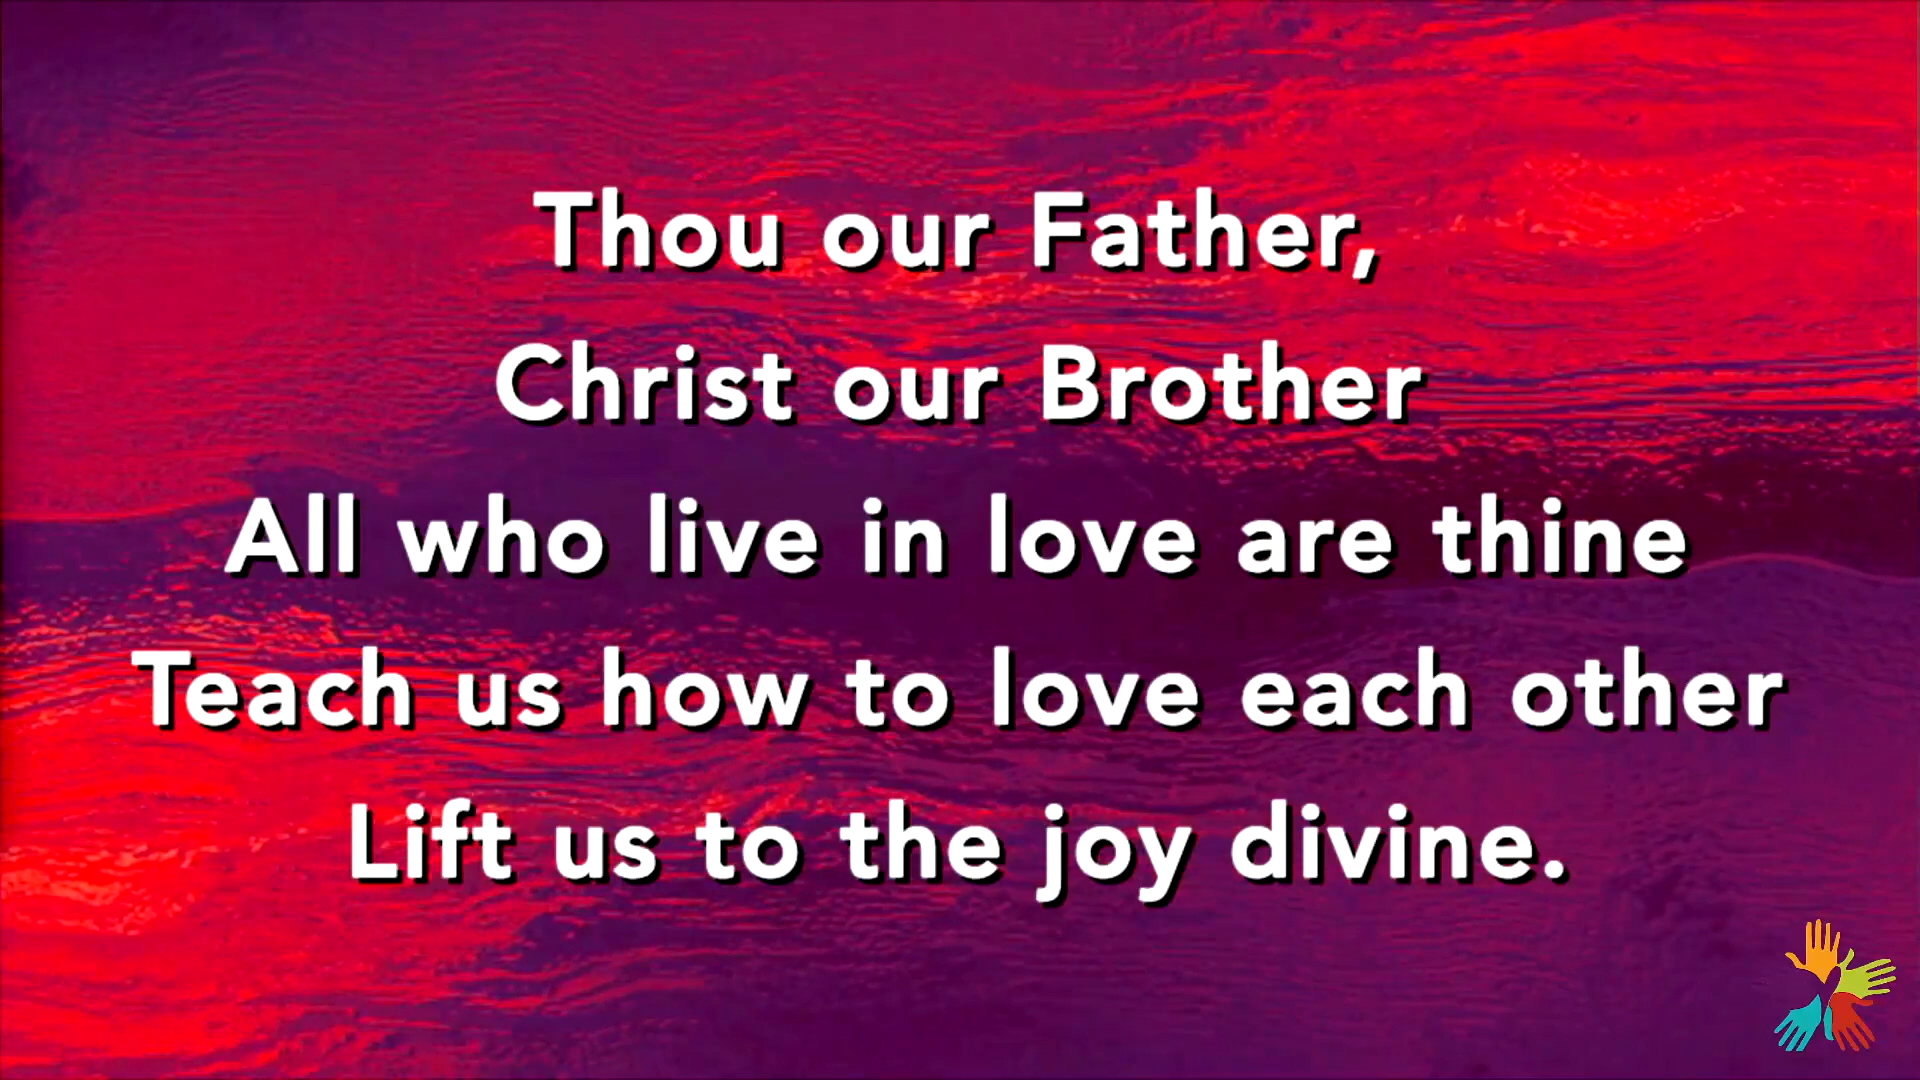 Thou our Father,
Christ our Brother
All who live in love are thine
Teach us how to love each other
Lift us to the joy divine.